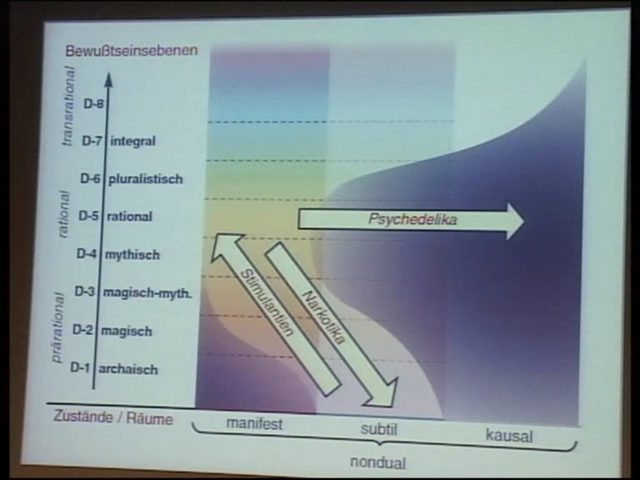 Bewußtseinsebenen
transrational
rational
prärational
D-8
D-7 integral
D-6 pluralistisch
D-5 rational
D-4 mythisch
D-3 magisch-myth.
D-2 magisch
D-1 archaisch
Psychedelika
Stimulantien
Narkotika
Zustände / Räume
manifest
subtil
kausal
nondual